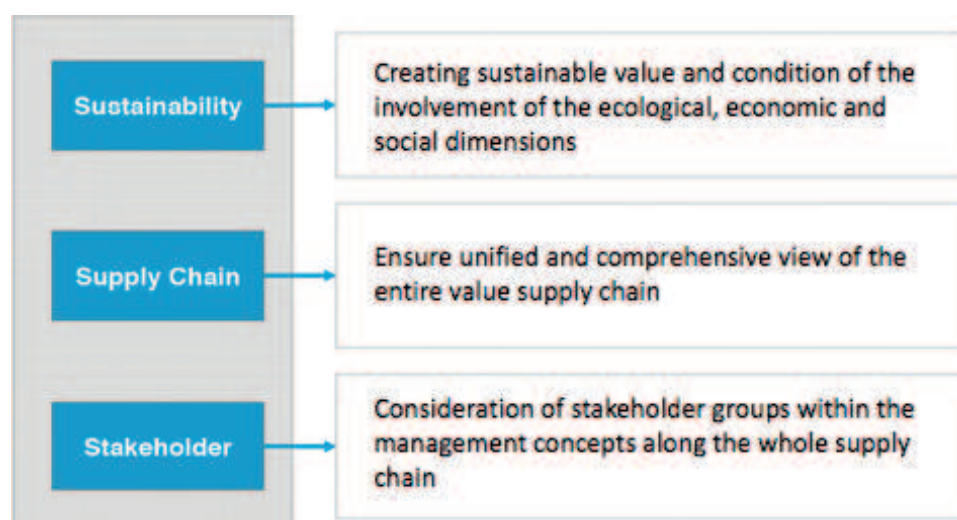 Sustainability
Creating sustainable value and condition of the
involvement of the ecological, economic and
social dimensions
Supply Chain
Ensure unified and comprehensive view of the
entire value supply chain
Stakeholder
Consideration of stakeholder groups within the
management concepts along the whole supply
chain